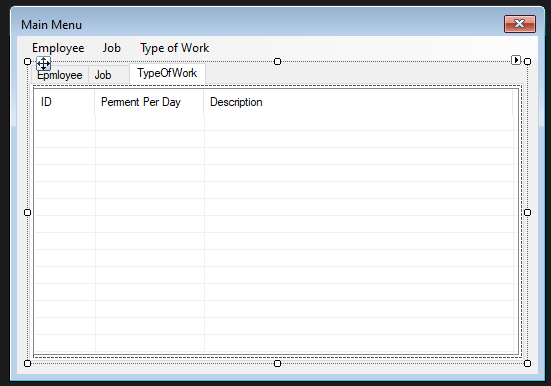 Main Menu
Employee Job Type of Work
Epmloyee Job TypeOfWork
ID Perment Per Day Description